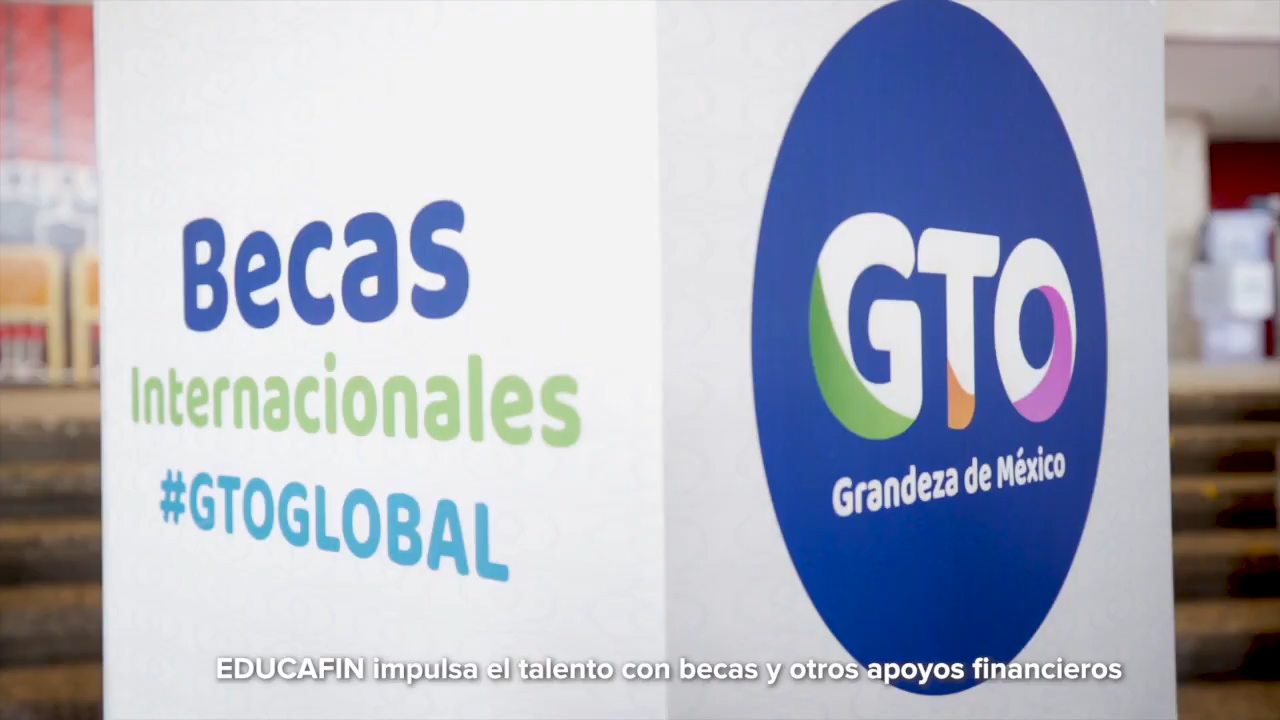 Becas
Internacionales
#GTOGLOBAL
GTO
Grandeza de México
EDUCAFIN impulsa el talento con becas y otros apoyos financieros